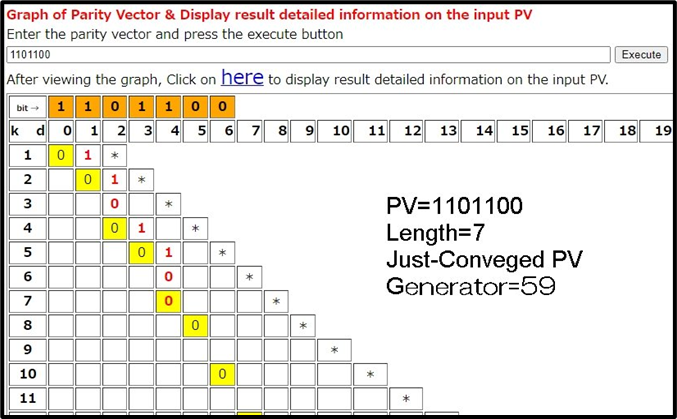 Graph of Parity Vector & Display result detailed information on the input PV
Enter the parity vector and press the execute button
1101100 Execute
After viewing the graph, Click on here to display result detailed information on the input PV.
bit → 1 1 0 1 1 0 0
k d 0 1 2 3 4 5 6 7 8 9 10 11 12 13 14 15 16 17 18 19
1 0 1 *
2 0 1 *
3 0 *
4 0 1 *
5 0 1 *
6 0 *
7 0 *
8 0 *
9 *
10 0 *
11 *
PV=1101100
Length=7
Just-Conveged PV
Generator=59